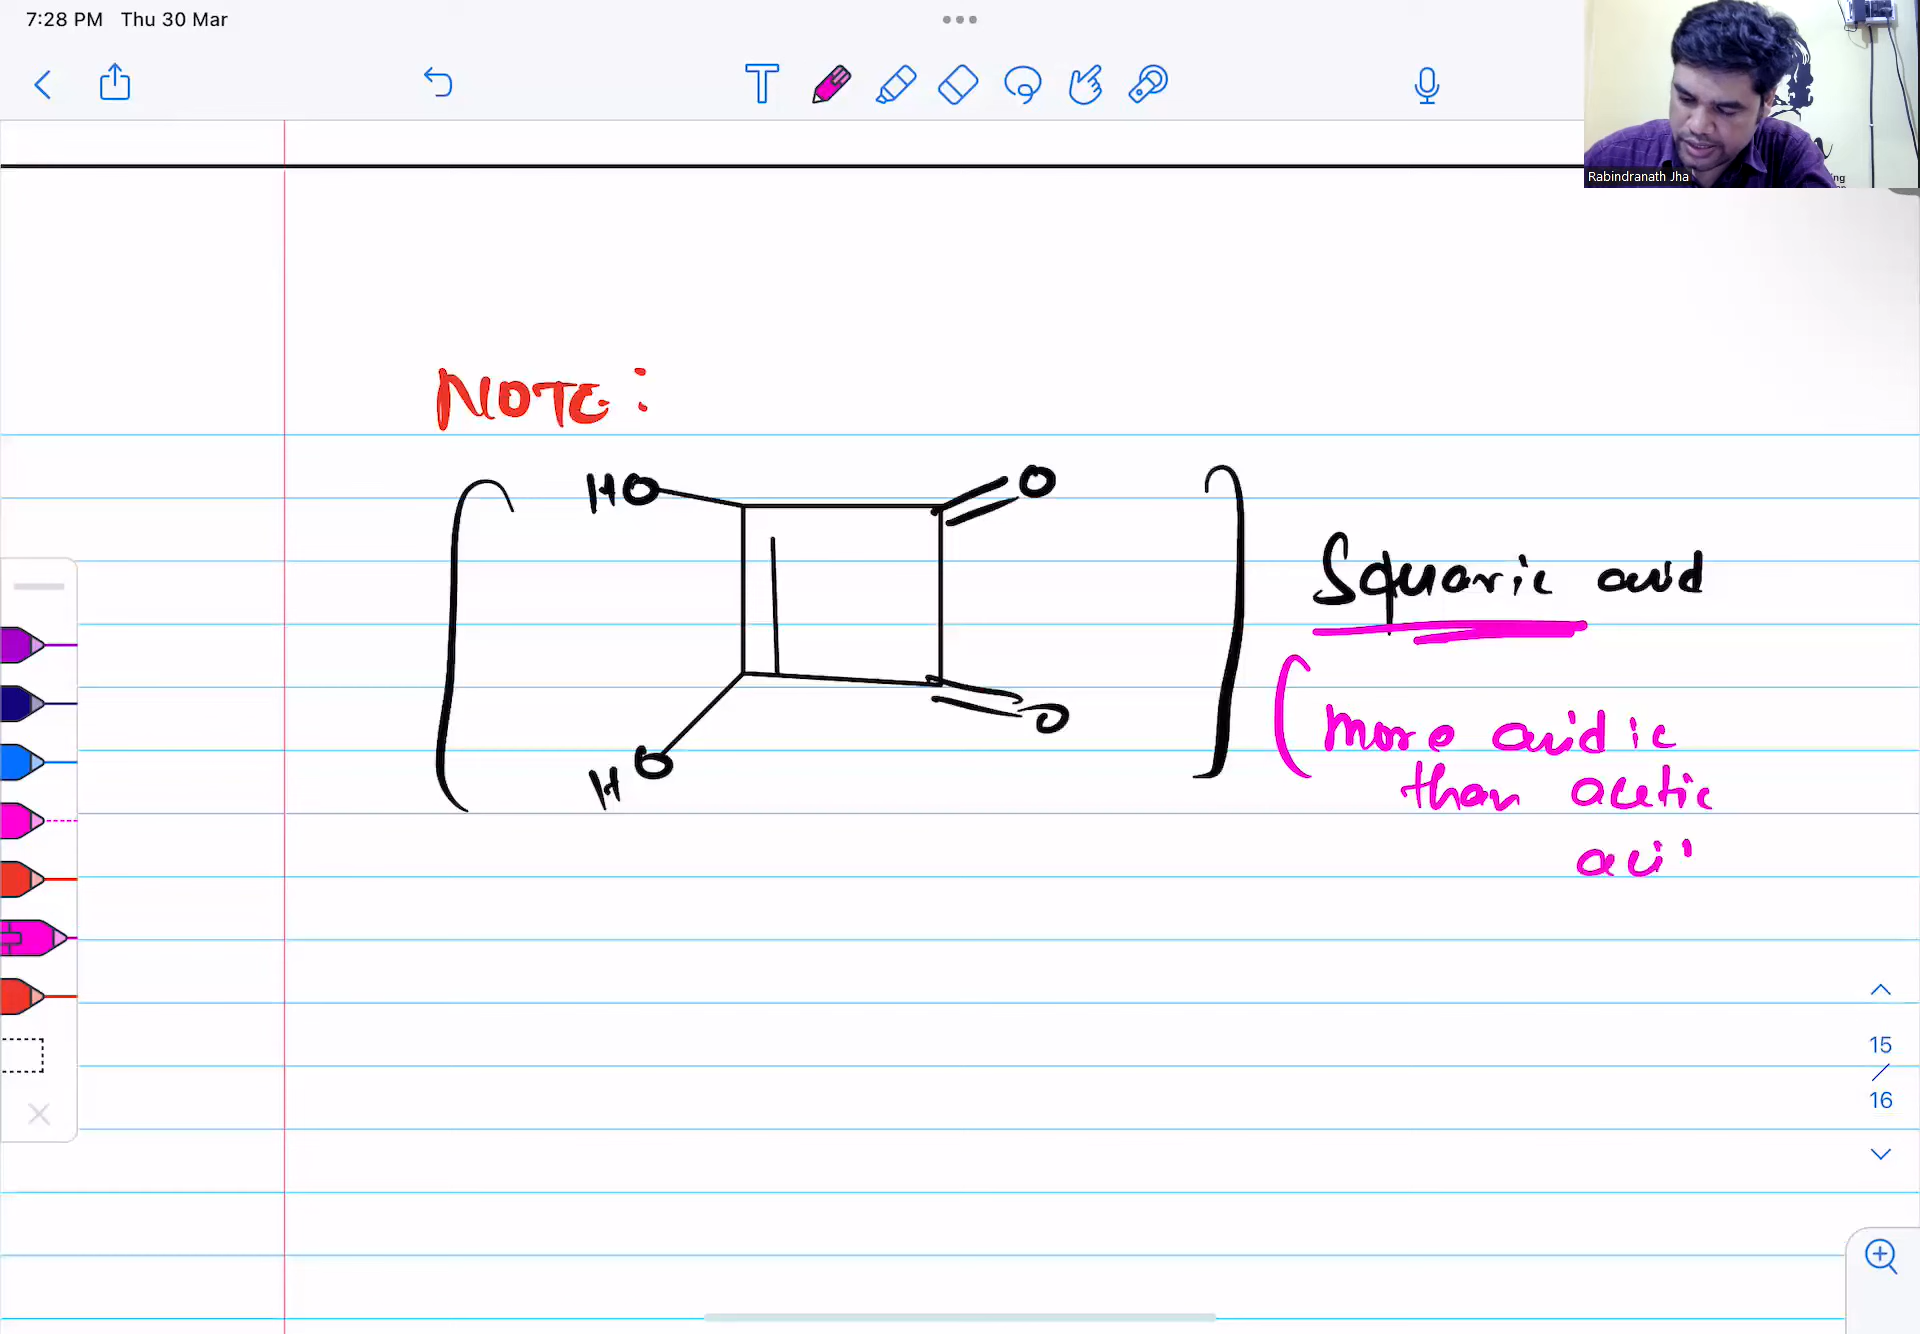 7:28 PM Thu 30 Mar
Rabindranath Jha
NOTE:
HO
O
Squaric acid
HO
O
(more acidic
than acetic
aci
15
/
16